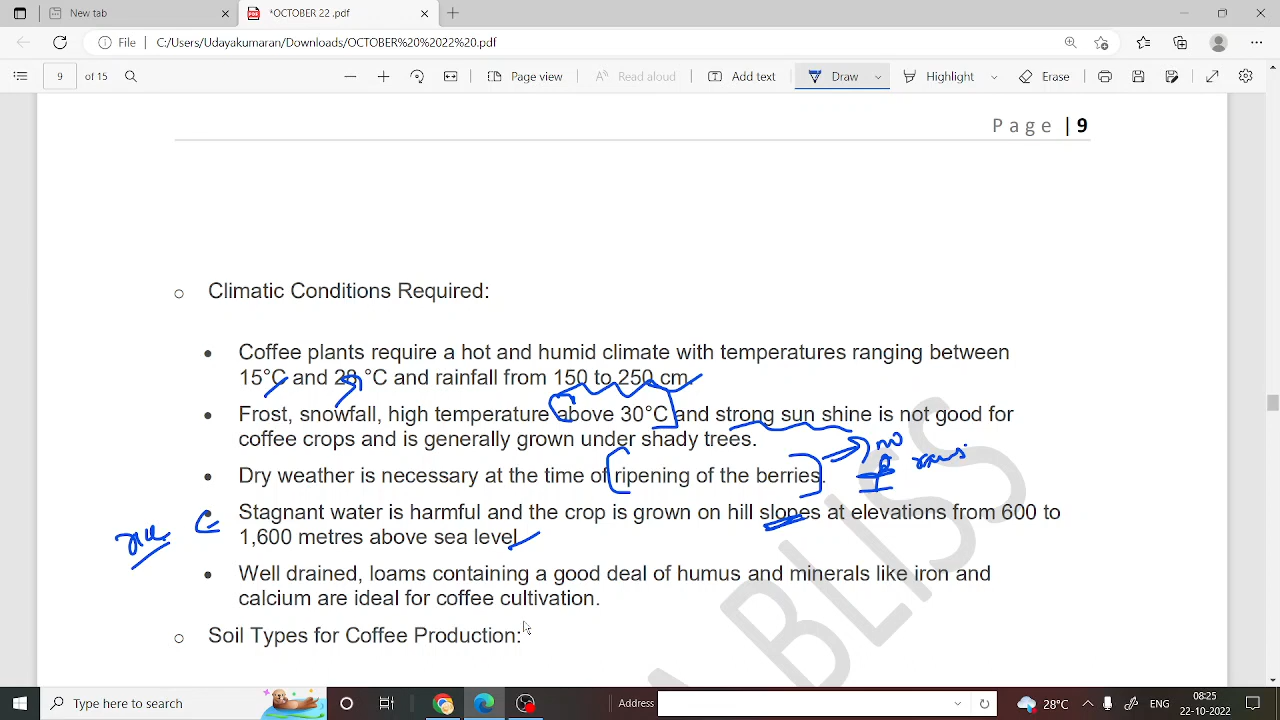 New tab
*OCTOBER 22 .pdf
File
C:/Users/Udayakumaran/Downloads/OCTOBER%20%2022%20.pdf
9 of 15
Page view
Read aloud
Add text
Draw
Highlight
Erase
Page | 9
Climatic Conditions Required:
Coffee plants require a hot and humid climate with temperatures ranging between
15°C and 28 °C and rainfall from 150 to 250 cm.
Frost, snowfall, high temperature above 30°C and strong sun shine is not good for
coffee crops and is generally grown under shady trees.
Dry weather is necessary at the time of ripening of the berries.
no
Stagnant water is harmful and the crop is grown on hill slopes at elevations from 600 to
1,600 metres above sea level.
Well drained, loams containing a good deal of humus and minerals like iron and
calcium are ideal for coffee cultivation.
Soil Types for Coffee Production:
BLISS
Type here to search
Address
28°C
ENG
08:25
22-10-2022